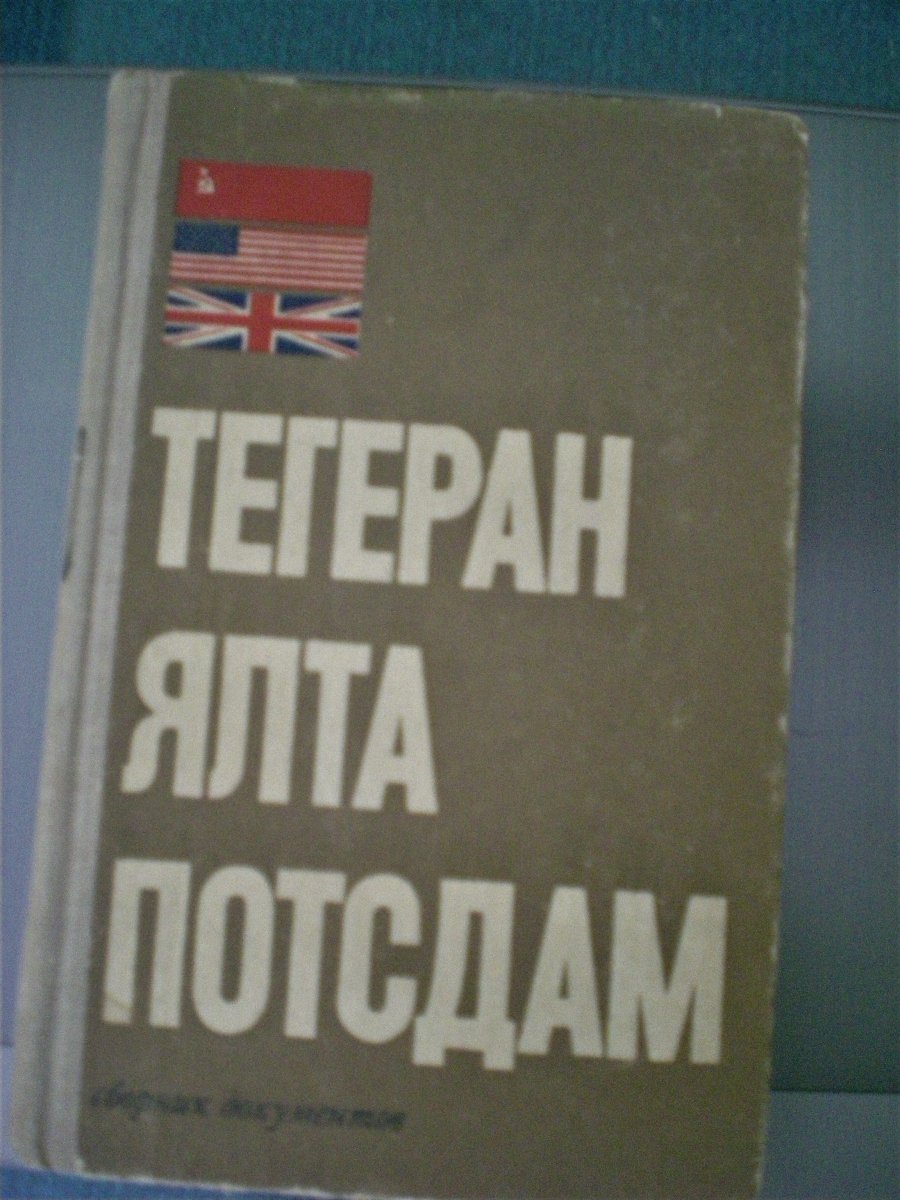 ТЕГЕРАН
ЯЛТА
ПОТСДАМ
сборник документов